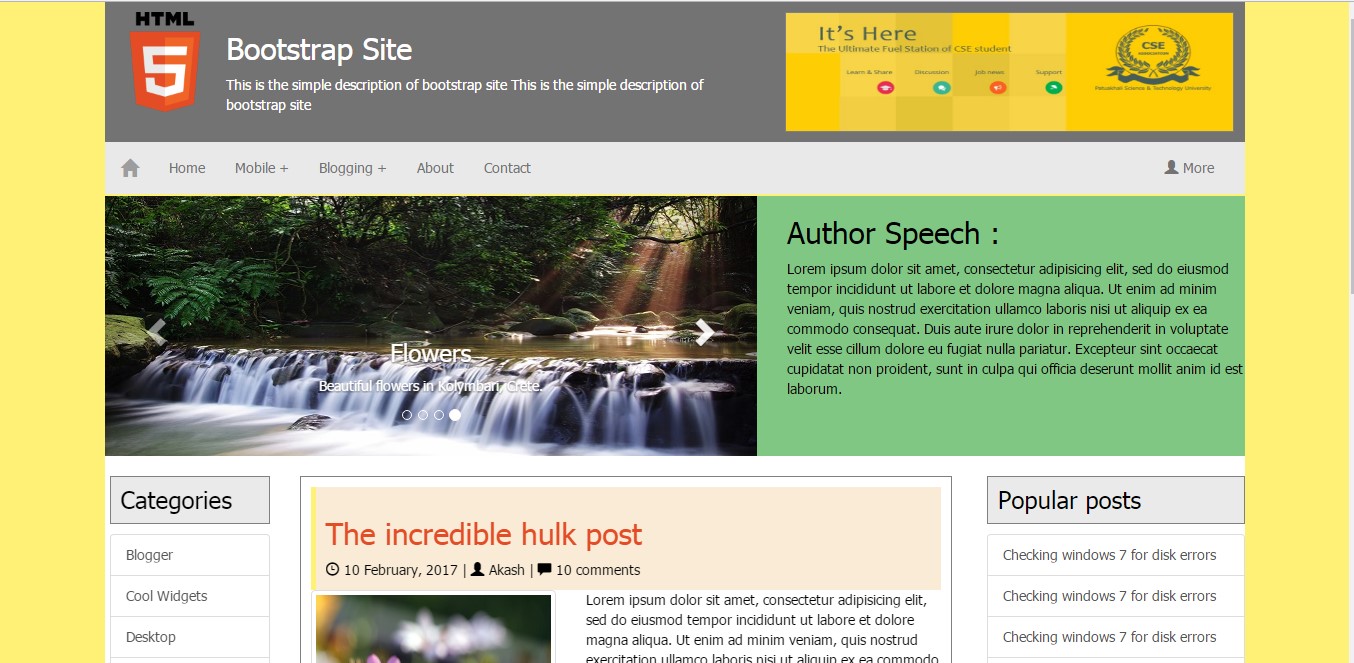 HTML
5
Bootstrap Site
This is the simple description of bootstrap site This is the simple description of
bootstrap site
It's Here
The Ultimate Fuel Station of CSE student
Learn & Share Discussion Job news Support
CSE
ASSOCIATION
Patuakhali Science & Technology University
Home Mobile + Blogging + About Contact More
Flowers
Beautiful flowers in Kolymbari, Crete.
Author Speech :
Lorem ipsum dolor sit amet, consectetur adipisicing elit, sed do eiusmod
tempor incididunt ut labore et dolore magna aliqua. Ut enim ad minim
veniam, quis nostrud exercitation ullamco laboris nisi ut aliquip ex ea
commodo consequat. Duis aute irure dolor in reprehenderit in voluptate
velit esse cillum dolore eu fugiat nulla pariatur. Excepteur sint occaecat
cupidatat non proident, sunt in culpa qui officia deserunt mollit anim id est
laborum.
Categories
Blogger
Cool Widgets
Desktop
The incredible hulk post
10 February, 2017 | Akash | 10 comments
Lorem ipsum dolor sit amet, consectetur adipisicing elit,
sed do eiusmod tempor incididunt ut labore et dolore
magna aliqua. Ut enim ad minim veniam, quis nostrud
exercitation ullamco laboris nisi ut aliquip ex ea commodo
Popular posts
Checking windows 7 for disk errors
Checking windows 7 for disk errors
Checking windows 7 for disk errors